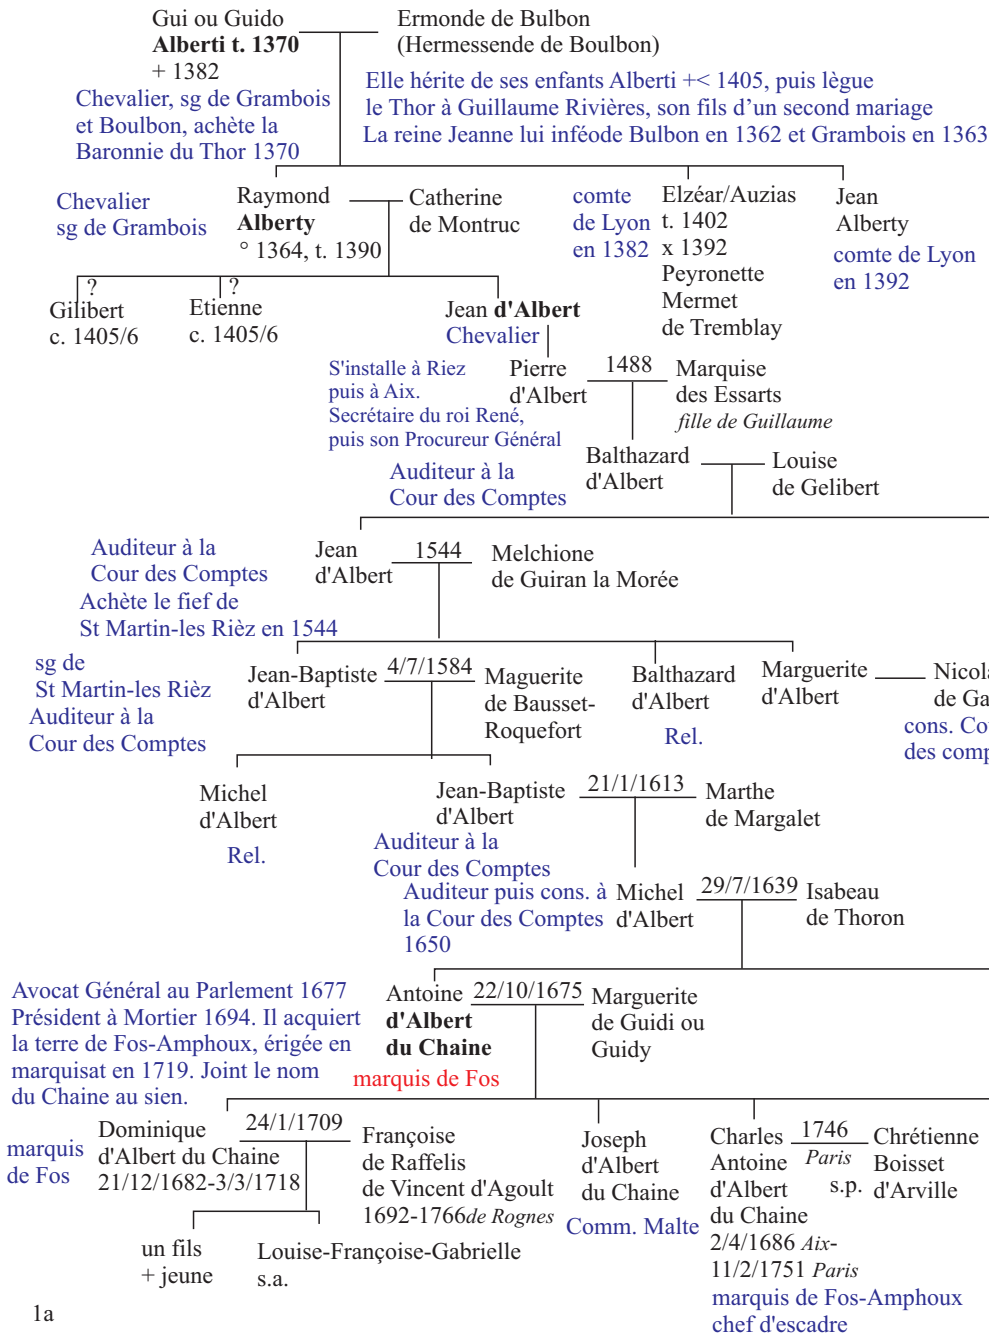 Gui ou Guido
Alberti t. 1370
+ 1382
Ermonde de Bulbon
(Hermessende de Boulbon)
Chevalier, sg de Grambois
et Boulbon, achète la
Baronnie du Thor 1370
Elle hérite de ses enfants Alberti +< 1405, puis lègue
le Thor à Guillaume Rivières, son fils d'un second mariage
La reine Jeanne lui inféode Bulbon en 1362 et Grambois en 1363
Chevalier
sg de Grambois
Raymond
Alberty
° 1364, t. 1390
Catherine
de Montruc
comte
de Lyon
en 1382
Elzéar/Auzias
t. 1402
x 1392
Peyronette
Mermet
de Tremblay
Jean
Alberty
comte de Lyon
en 1392
?
Gilibert
c. 1405/6
?
Etienne
c. 1405/6
Jean d'Albert
Chevalier
S'installe à Riez
puis à Aix.
Secrétaire du roi René,
puis son Procureur Général
Pierre
d'Albert
1488
Marquise
des Essarts
fille de Guillaume
Auditeur à la
Cour des Comptes
Balthazard
d'Albert
Louise
de Gelibert
Auditeur à la
Cour des Comptes
Achète le fief de
St Martin-les Rièz en 1544
Jean
d'Albert
1544
Melchione
de Guiran la Morée
sg de
St Martin-les Rièz
Auditeur à la
Cour des Comptes
Jean-Baptiste
d'Albert
4/7/1584
Maguerite
de Bausset-
Roquefort
Balthazard
d'Albert
Rel.
Marguerite
d'Albert
Nicola
de Ga
cons. Cou
des comp
Michel
d'Albert
Rel.
Jean-Baptiste
d'Albert
21/1/1613
Marthe
de Margalet
Auditeur à la
Cour des Comptes
Auditeur puis cons. à
la Cour des Comptes
1650
Michel
d'Albert
29/7/1639
Isabeau
de Thoron
Avocat Général au Parlement 1677
Président à Mortier 1694. Il acquiert
la terre de Fos-Amphoux, érigée en
marquisat en 1719. Joint le nom
du Chaine au sien.
Antoine
d'Albert
du Chaine
marquis de Fos
22/10/1675
Marguerite
de Guidi ou
Guidy
marquis
de Fos
Dominique
d'Albert du Chaine
21/12/1682-3/3/1718
24/1/1709
Françoise
de Raffelis
de Vincent d'Agoult
1692-1766 de Rognes
Joseph
d'Albert
du Chaine
Comm. Malte
Charles
Antoine
d'Albert
du Chaine
2/4/1686 Aix-
11/2/1751 Paris
marquis de Fos-Amphoux
chef d'escadre
1746
Paris
s.p.
Chrétienne
Boisset
d'Arville
un fils
+ jeune
Louise-Françoise-Gabrielle
s.a.
1a